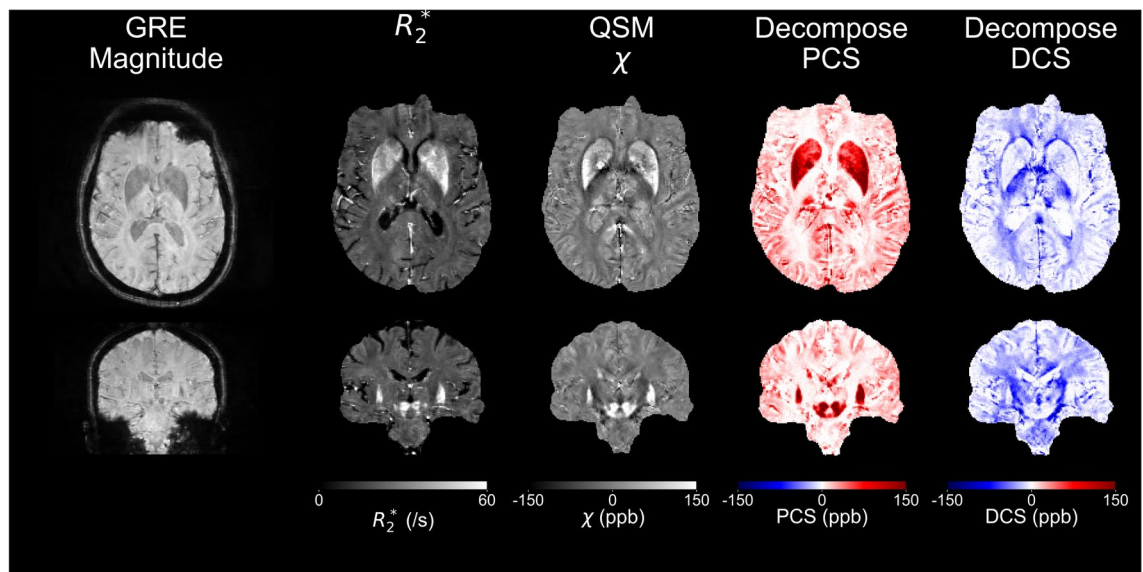 GRE
Magnitude
R₂*
QSM
χ
Decompose
PCS
Decompose
DCS
0 60
R₂* (/s)
-150 0 150
χ (ppb)
-150 0 150
PCS (ppb)
-150 0 150
DCS (ppb)